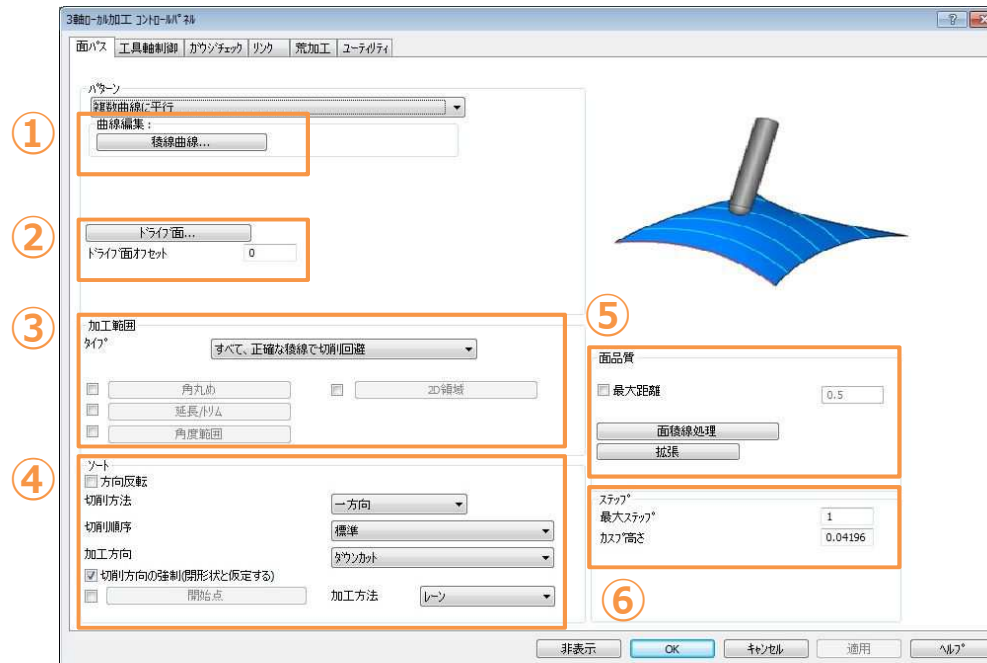 3軸ローカル加工 コントロールパネル
面パス 工具軸制御 ガウジチェック リンク 荒加工 ユーティリティ
パターン
複数曲線に平行
①
曲線編集:
稜線曲線...
②
ドライブ面...
ドライブ面オフセット 0
③
加工範囲
タイプ すべて、正確な稜線で切削回避
角丸め 2D領域
延長/トリム
角度範囲
④
ソート
方向反転
切削方法 一方向
切削順序 標準
加工方向 ダウンカット
切削方向の強制(閉形状と仮定する)
開始点 加工方法 レーン
⑤
面品質
最大距離 0.5
面稜線処理
拡張
ステップ
最大ステップ 1
カスプ高さ 0.04196
⑥
非表示 OK キャンセル 適用 ヘルプ